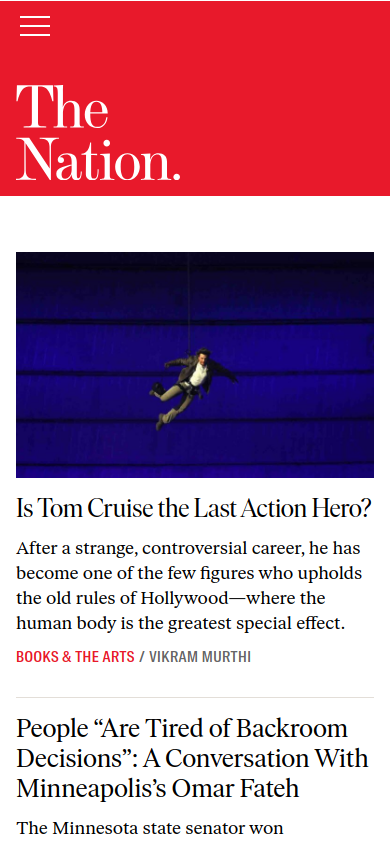 The
Nation.
Is Tom Cruise the Last Action Hero?
After a strange, controversial career, he has
become one of the few figures who upholds
the old rules of Hollywood—where the
human body is the greatest special effect.
BOOKS & THE ARTS / VIKRAM MURTHI
People “Are Tired of Backroom
Decisions”: A Conversation With
Minneapolis’s Omar Fateh
The Minnesota state senator won